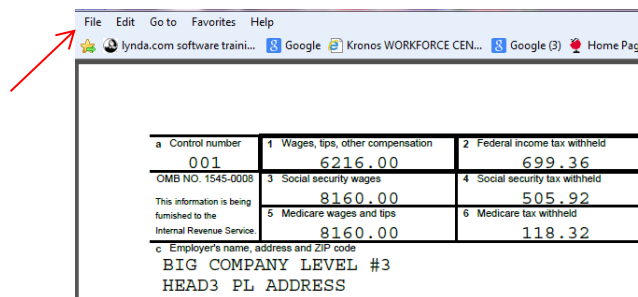 File Edit Go to Favorites Help
lynda.com software traini... Google Kronos WORKFORCE CEN... Google (3) Home Pag
a Control number 1 Wages, tips, other compensation 2 Federal income tax withheld
001 6216.00 699.36
OMB NO. 1545-0008 3 Social security wages 4 Social security tax withheld
This information is being 8160.00 505.92
furnished to the 5 Medicare wages and tips 6 Medicare tax withheld
Internal Revenue Service. 8160.00 118.32
c Employer's name, address and ZIP code
BIG COMPANY LEVEL #3
HEAD3 PL ADDRESS